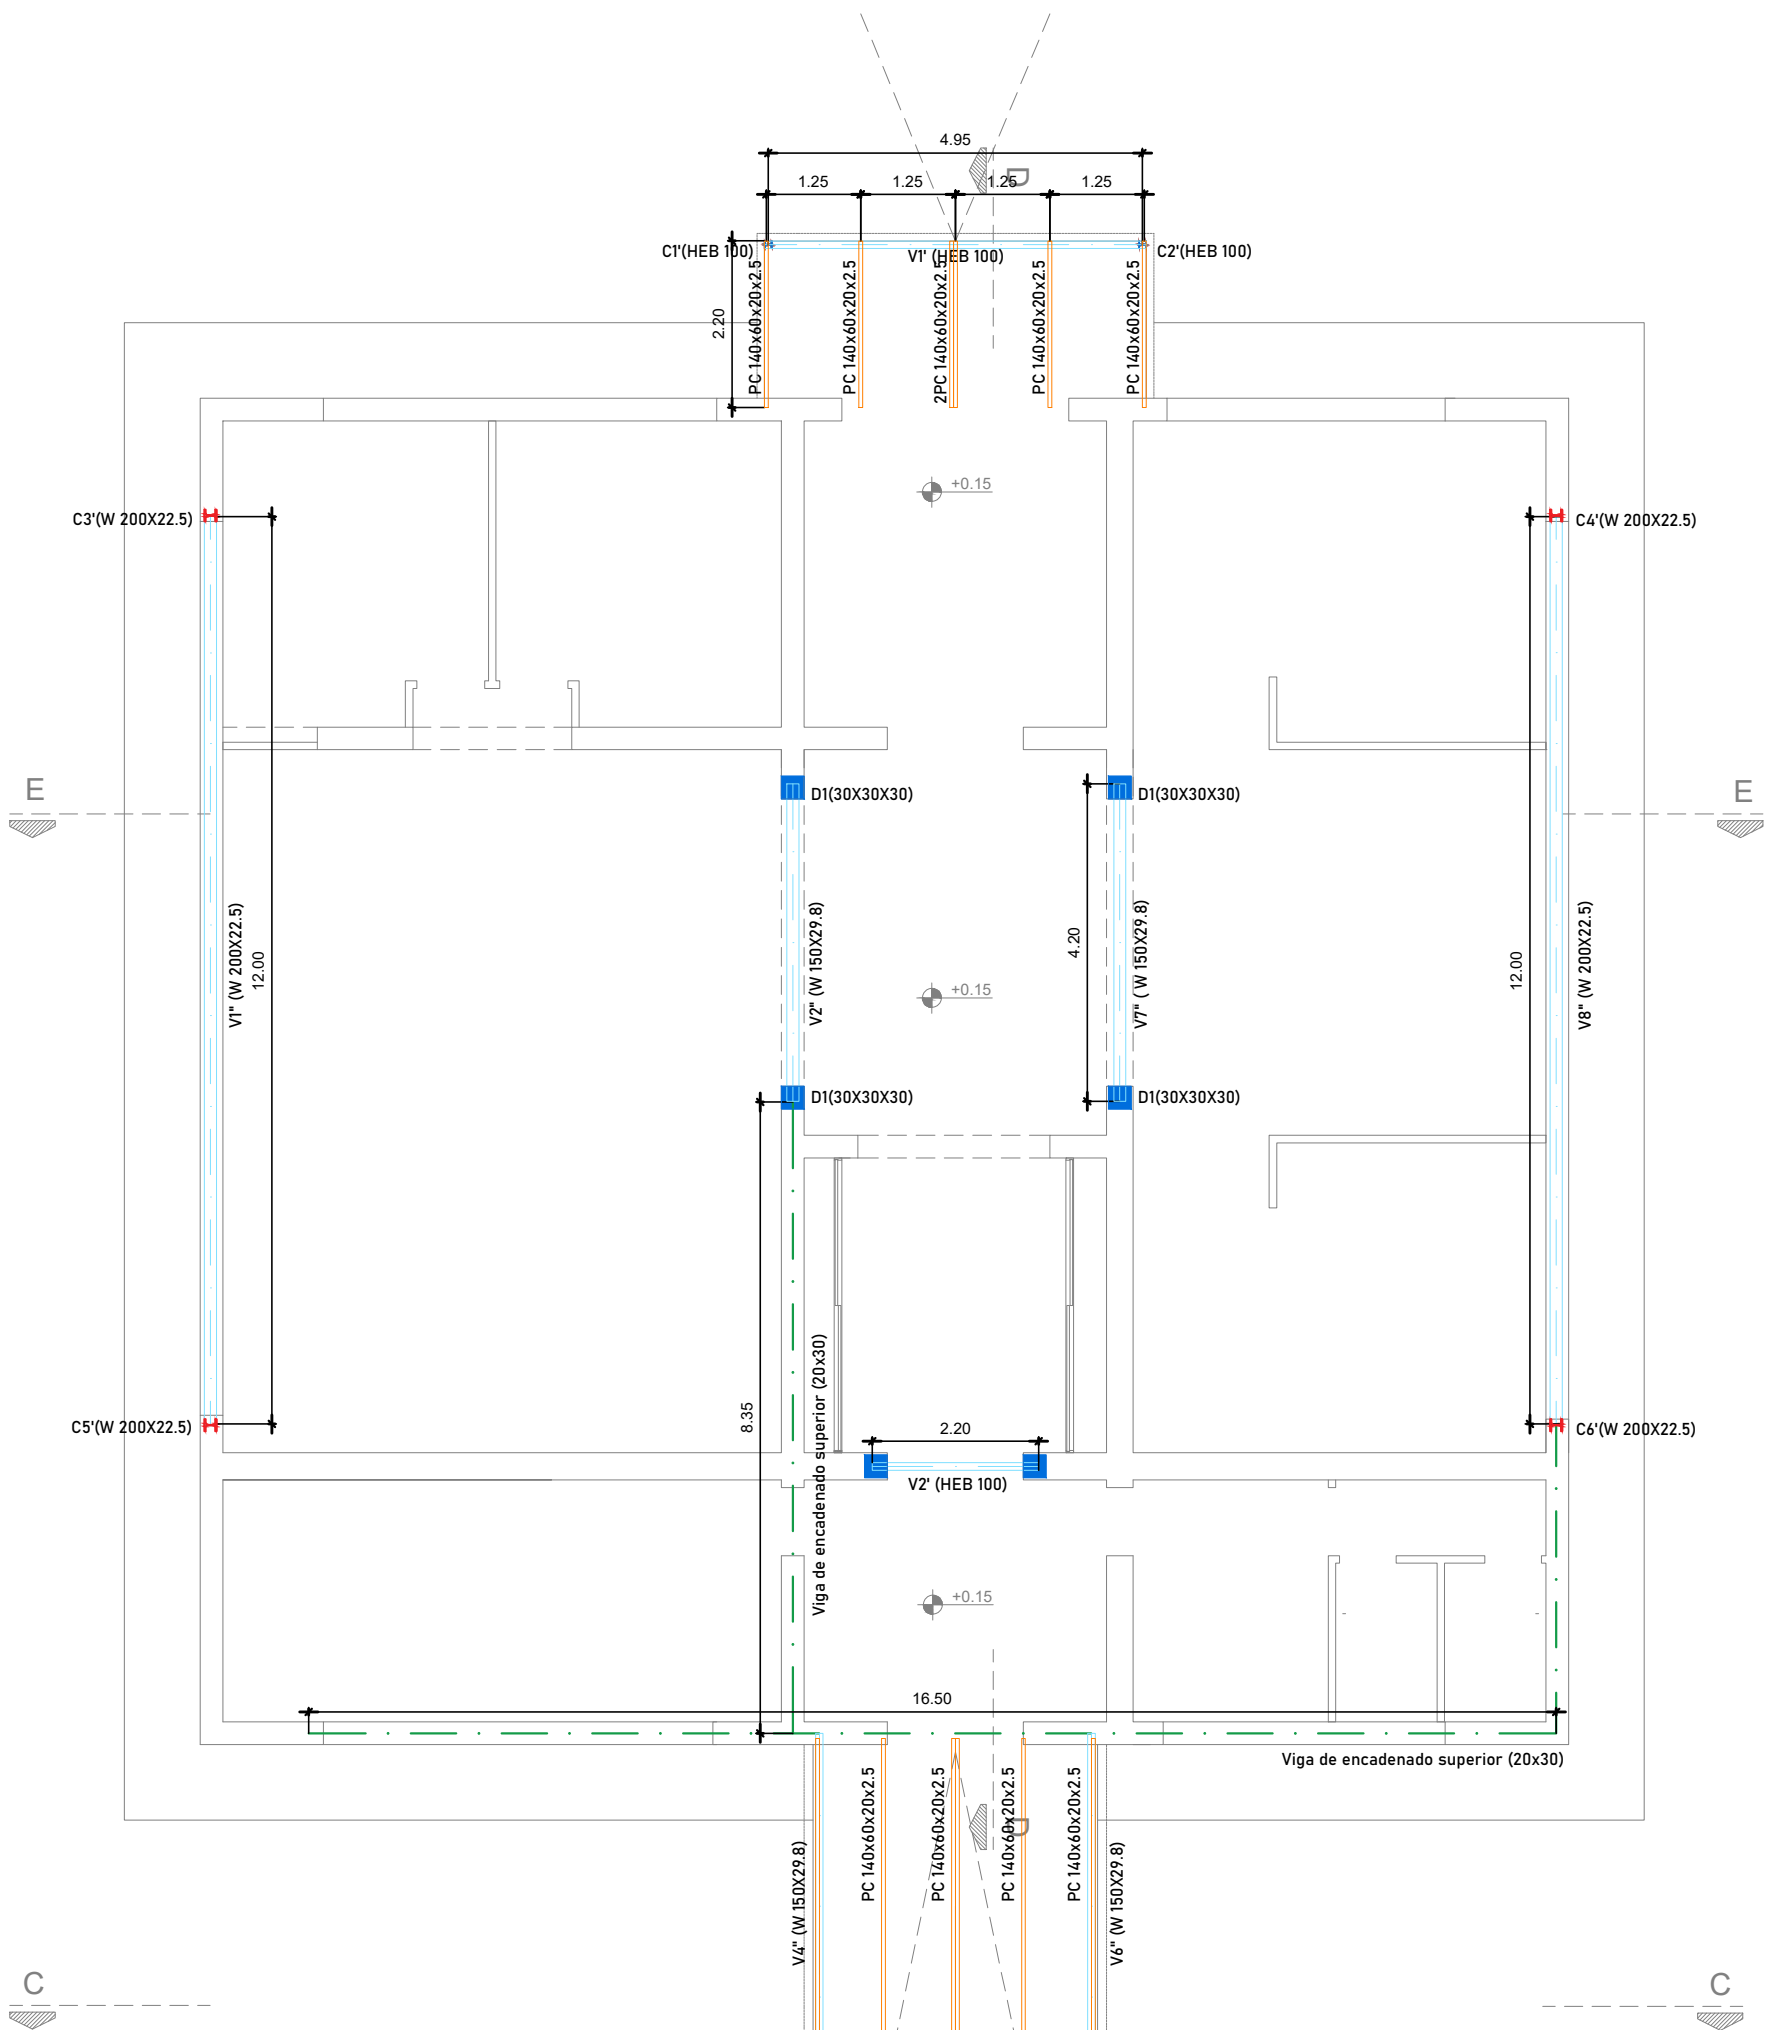 4.95
D
1.25
1.25
1.25
1.25
C1'(HEB 100)
V1' (HEB 100)
C2'(HEB 100)
2.20
PC 140x60x20x2.5
PC 140x60x20x2.5
2PC 140x60x20x2.5
PC 140x60x20x2.5
PC 140x60x20x2.5
+0.15
C3'(W 200X22.5)
C4'(W 200X22.5)
E
E
D1(30X30X30)
D1(30X30X30)
V1" (W 200X22.5)
12.00
V2" (W 150X29.8)
4.20
V7" ( W 150X29.8)
12.00
V8" (W 200X22.5)
+0.15
D1(30X30X30)
D1(30X30X30)
8.35
Viga de encadenado superior (20x30)
C5'(W 200X22.5)
2.20
C6'(W 200X22.5)
V2' (HEB 100)
+0.15
16.50
Viga de encadenado superior (20x30)
V4" (W 150X29.8)
PC 140x60x20x2.5
PC 140x60x20x2.5
PC 140x60x20x2.5
D
PC 140x60x20x2.5
V6" (W 150X29.8)
C
C